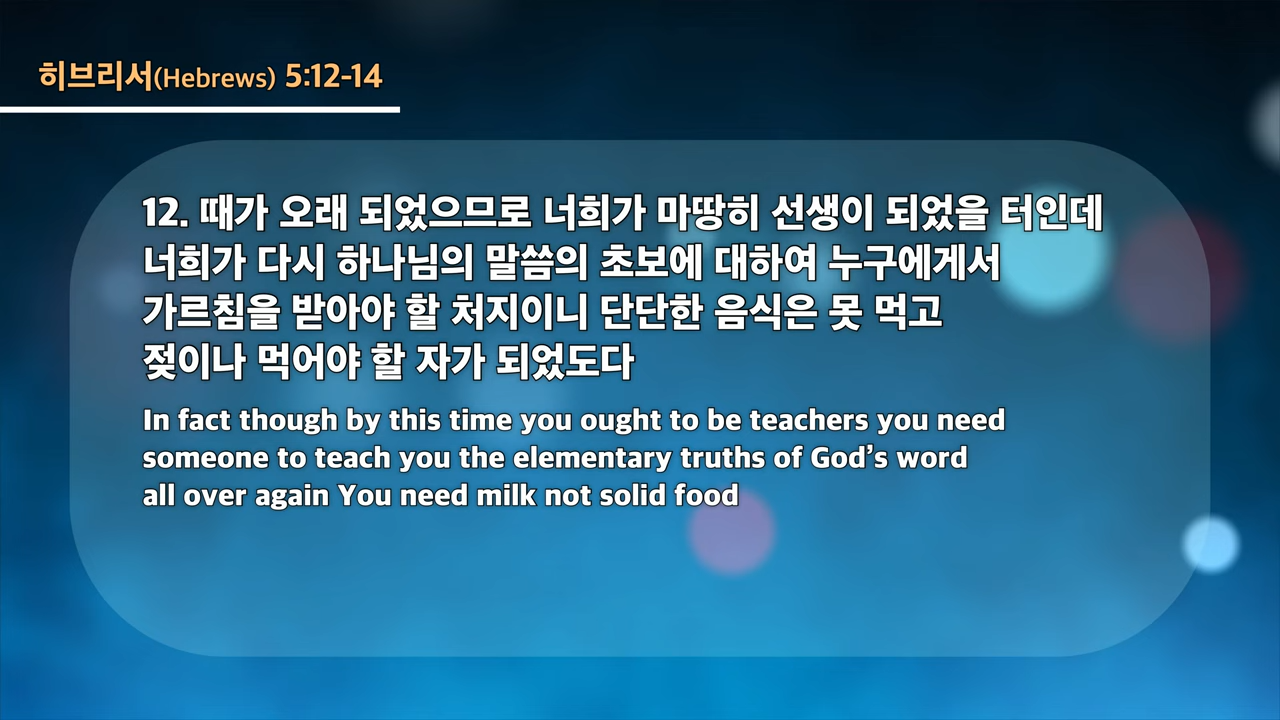 히브리서(Hebrews) 5:12-14
12. 때가 오래 되었으므로 너희가 마땅히 선생이 되었을 터인데
너희가 다시 하나님의 말씀의 초보에 대하여 누구에게서
가르침을 받아야 할 처지이니 단단한 음식은 못 먹고
젖이나 먹어야 할 자가 되었도다
In fact though by this time you ought to be teachers you need
someone to teach you the elementary truths of God's word
all over again You need milk not solid food